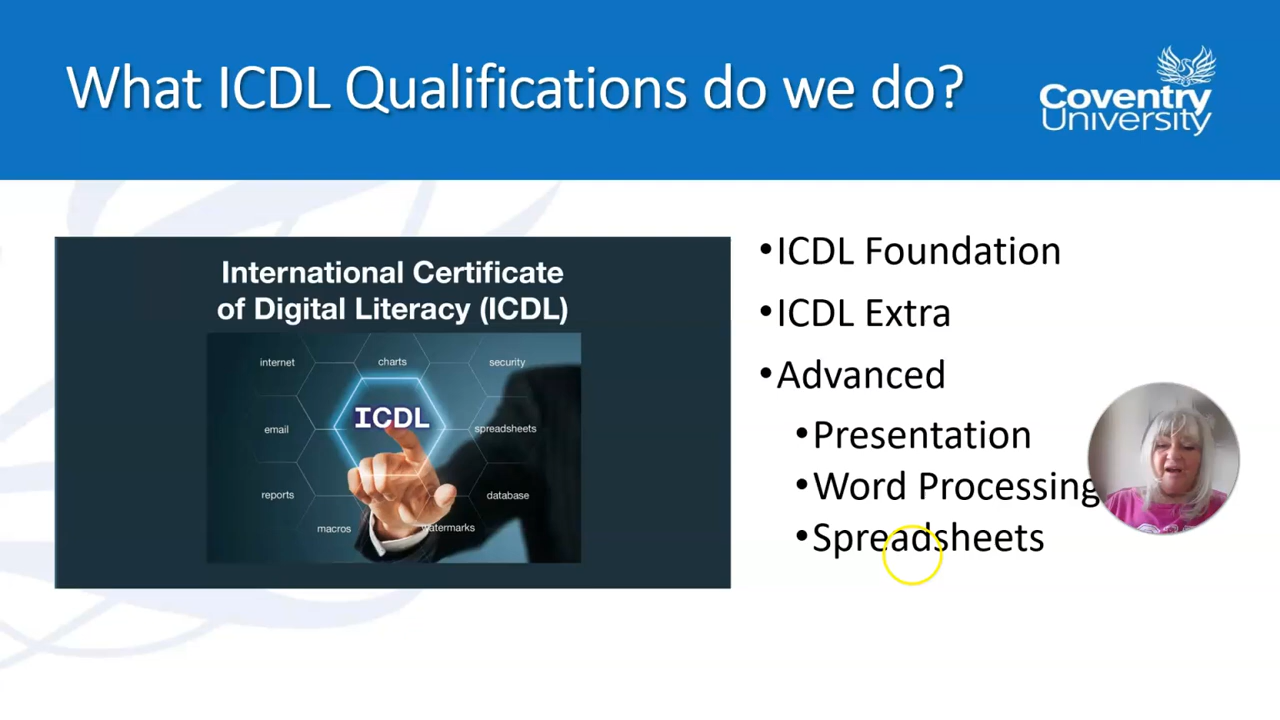 What ICDL Qualifications do we do?
Coventry
University
International Certificate
of Digital Literacy (ICDL)
internet
charts
security
ICDL
email
spreadsheets
reports
database
macros
watermarks
•ICDL Foundation
•ICDL Extra
•Advanced
•Presentation
•Word Processing
•Spreadsheets